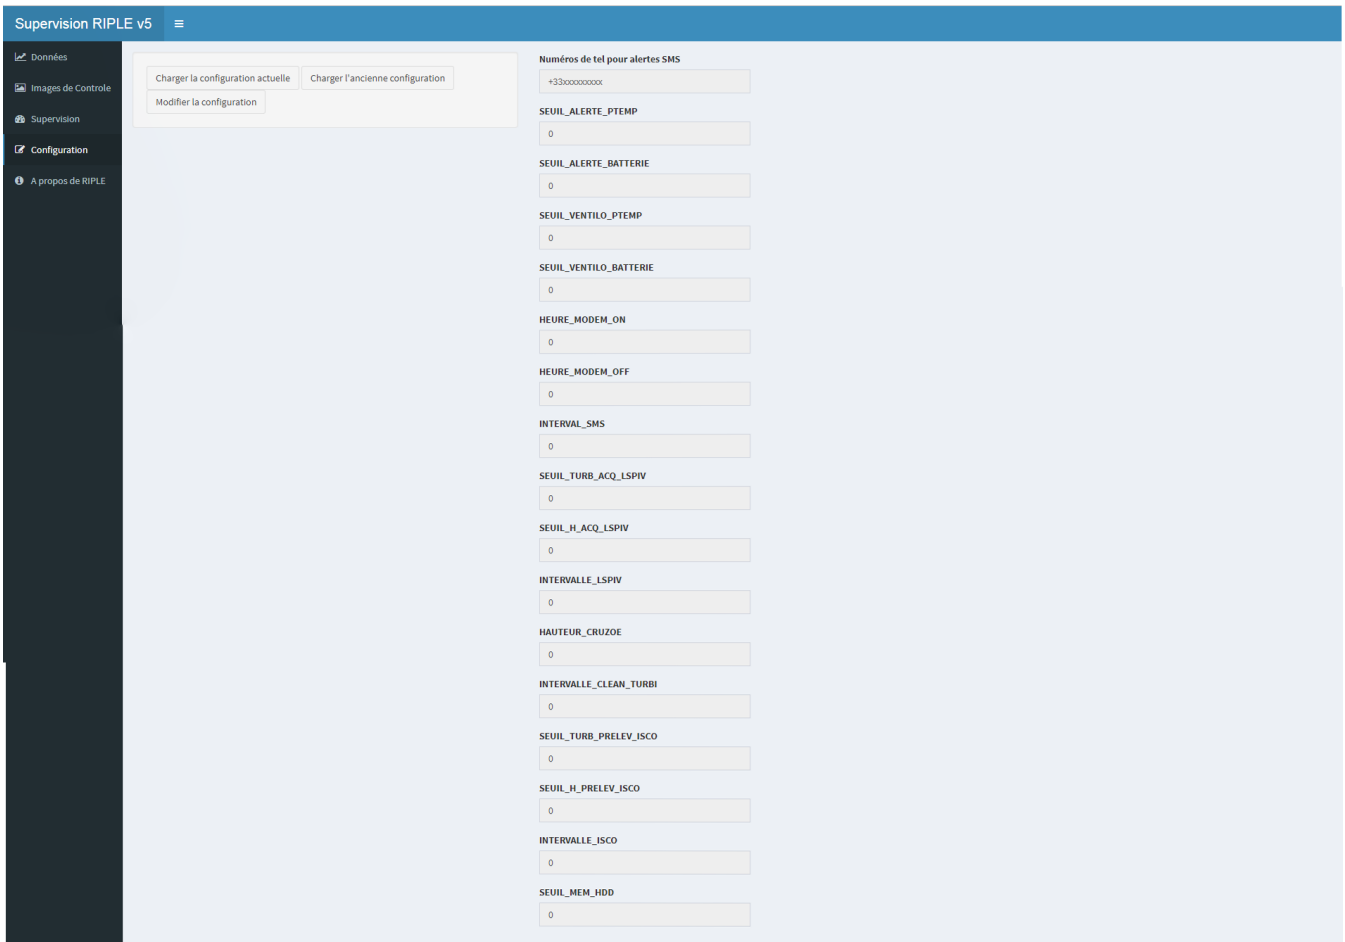 Supervision RIPLE v5
Données
Images de Controle
Supervision
Configuration
A propos de RIPLE
Charger la configuration actuelle
Charger l'ancienne configuration
Modifier la configuration
Numéros de tel pour alertes SMS
+33xxxxxxxxx
SEUIL_ALERTE_PTEMP
0
SEUIL_ALERTE_BATTERIE
0
SEUIL_VENTILO_PTEMP
0
SEUIL_VENTILO_BATTERIE
0
HEURE_MODEM_ON
0
HEURE_MODEM_OFF
0
INTERVAL_SMS
0
SEUIL_TURB_ACQ_LSPIV
0
SEUIL_H_ACQ_LSPIV
0
INTERVALLE_LSPIV
0
HAUTEUR_CRUZOE
0
INTERVALLE_CLEAN_TURBI
0
SEUIL_TURB_PRELEV_ISCO
0
SEUIL_H_PRELEV_ISCO
0
INTERVALLE_ISCO
0
SEUIL_MEM_HDD
0